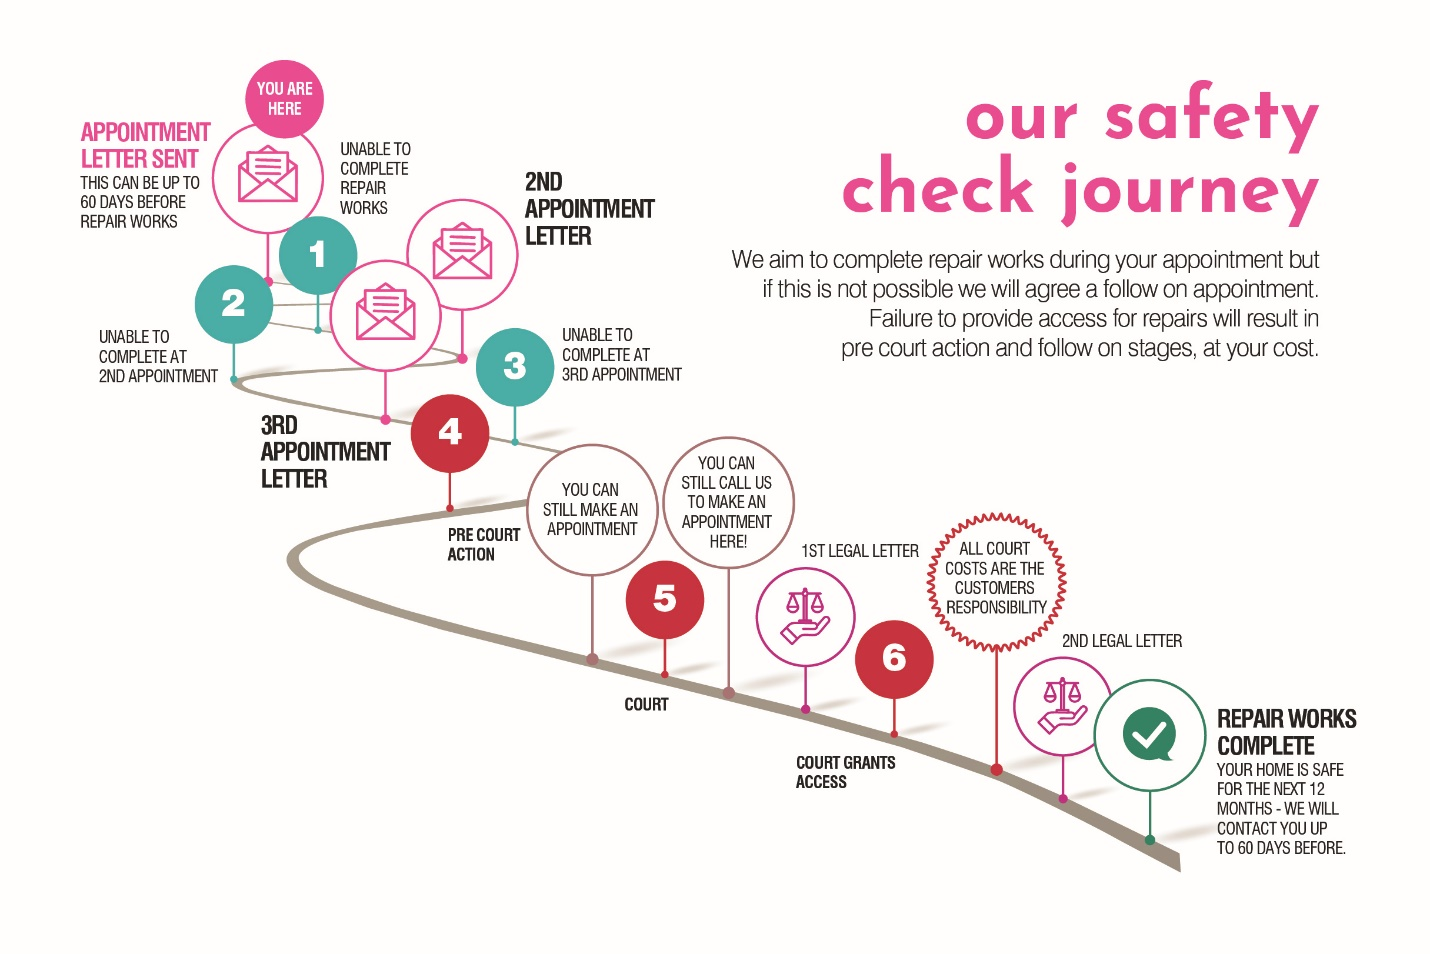 our safety
check journey
We aim to complete repair works during your appointment but
if this is not possible we will agree a follow on appointment.
Failure to provide access for repairs will result in
pre court action and follow on stages, at your cost.
YOU ARE
HERE
APPOINTMENT
LETTER SENT
THIS CAN BE UP TO
60 DAYS BEFORE
REPAIR WORKS
1
UNABLE TO
COMPLETE
REPAIR
WORKS
2ND
APPOINTMENT
LETTER
2
UNABLE TO
COMPLETE AT
2ND APPOINTMENT
3RD
APPOINTMENT
LETTER
3
UNABLE TO
COMPLETE AT
3RD APPOINTMENT
4
PRE COURT
ACTION
YOU CAN
STILL MAKE AN
APPOINTMENT
5
COURT
YOU CAN
STILL CALL US
TO MAKE AN
APPOINTMENT
HERE!
1ST LEGAL LETTER
6
COURT GRANTS
ACCESS
ALL COURT
COSTS ARE THE
CUSTOMERS
RESPONSIBILITY
2ND LEGAL LETTER
REPAIR WORKS
COMPLETE
YOUR HOME IS SAFE
FOR THE NEXT 12
MONTHS - WE WILL
CONTACT YOU UP
TO 60 DAYS BEFORE.